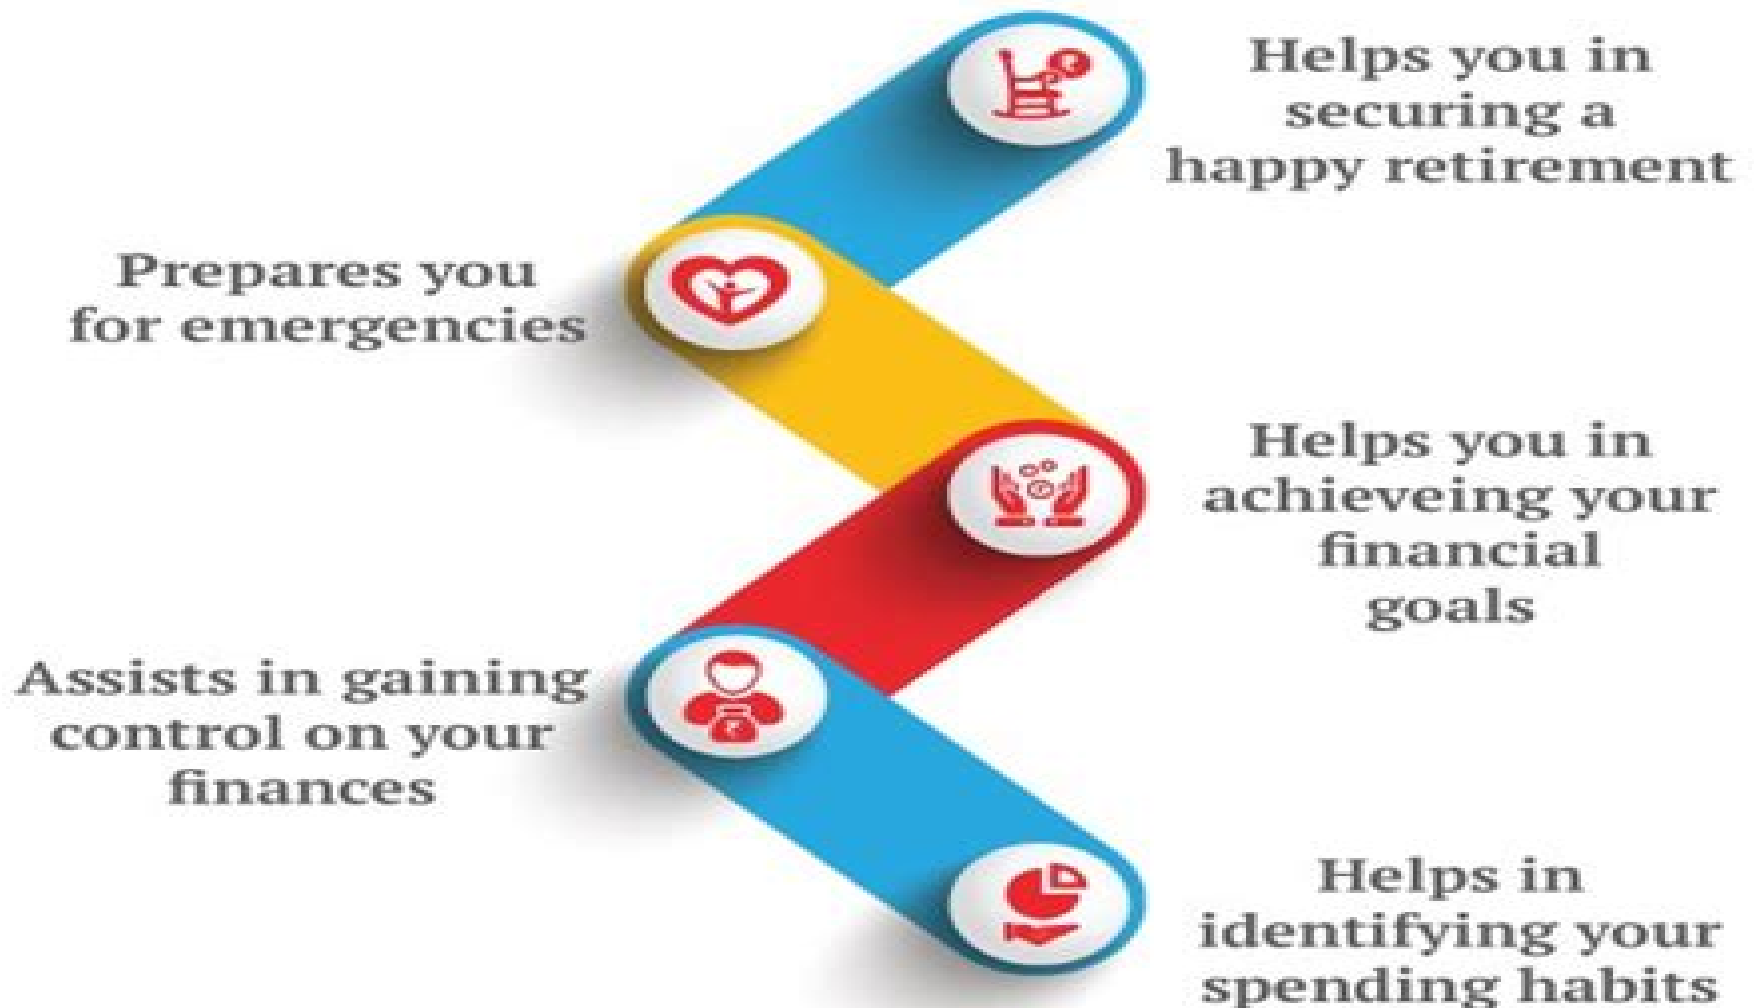 Helps you in
securing a
happy retirement
Prepares you
for emergencies
Helps you in
achieveing your
financial
goals
Assists in gaining
control on your
finances
Helps in
identifying your
spending habits